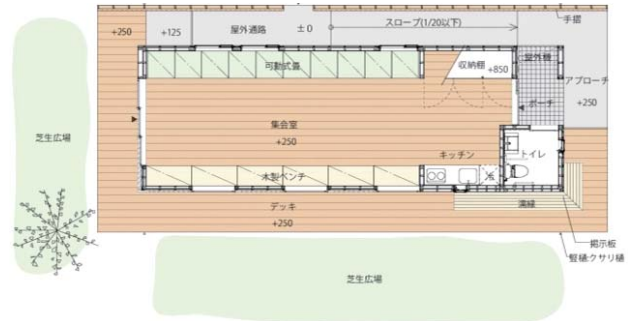 手摺
スロープ(1/20以下)
+250
+125
屋外通路
±0
屋外棚
収納棚
+850
可動式畳
アプローチ
+250
ポーチ
集会室
+250
芝生広場
キッチン
トイレ
木製ベンチ
冷
濡縁
デッキ
+250
掲示板
竪樋:クサリ樋
芝生広場